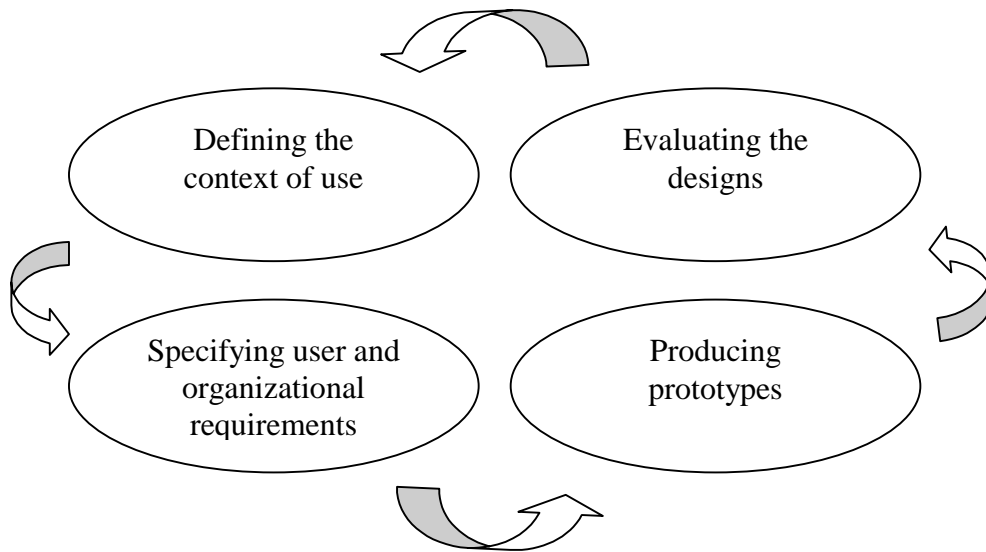 Defining the
context of use
Evaluating the
designs
Specifying user and
organizational
requirements
Producing
prototypes